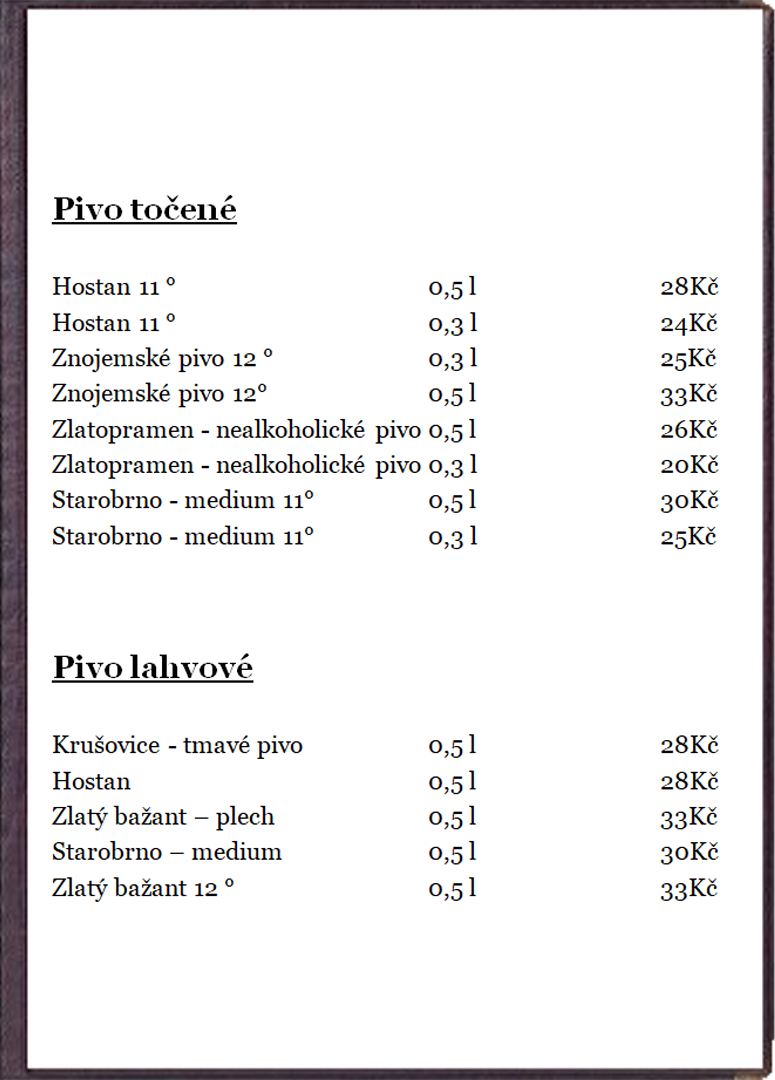 Pivo točené
Hostan 11 ° 0,5 l 28Kč
Hostan 11 ° 0,3 l 24Kč
Znojemské pivo 12 ° 0,3 l 25Kč
Znojemské pivo 12° 0,5 l 33Kč
Zlatopramen - nealkoholické pivo 0,5 l 26Kč
Zlatopramen - nealkoholické pivo 0,3 l 20Kč
Starobrno - medium 11° 0,5 l 30Kč
Starobrno - medium 11° 0,3 l 25Kč
Pivo lahvové
Krušovice - tmavé pivo 0,5 l 28Kč
Hostan 0,5 l 28Kč
Zlatý bažant – plech 0,5 l 33Kč
Starobrno – medium 0,5 l 30Kč
Zlatý bažant 12 ° 0,5 l 33Kč